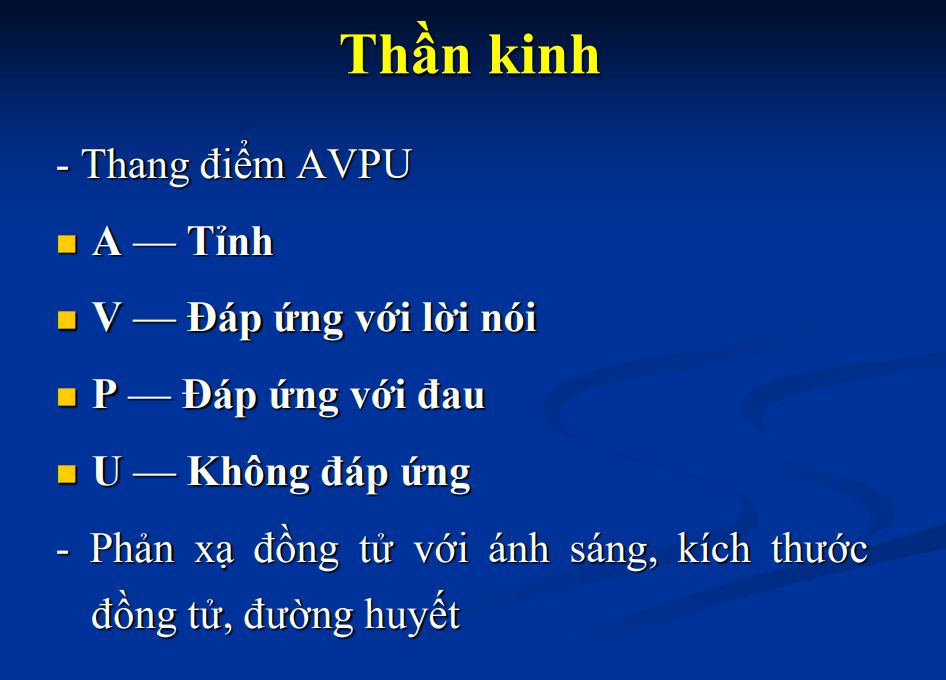 Thần kinh
- Thang điểm AVPU
A — Tỉnh
V — Đáp ứng với lời nói
P — Đáp ứng với đau
U — Không đáp ứng
- Phản xạ đồng tử với ánh sáng, kích thước
đồng tử, đường huyết